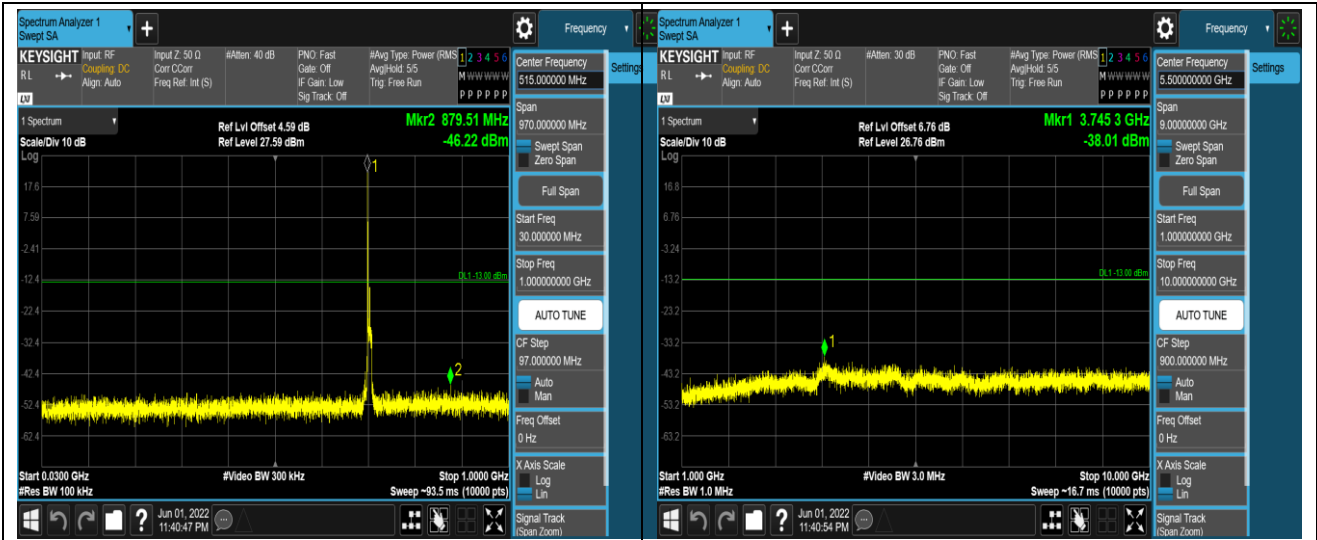 Spectrum Analyzer 1
Swept SA
+
Frequency
KEYSIGHT
RL
LXI
Input: RF
Coupling: DC
Align: Auto
Input Z: 50 Ω
Corr CCorr
Freq Ref: Int (S)
#Atten: 40 dB
PNO: Fast
Gate: Off
IF Gain: Low
Sig Track: Off
#Avg Type: Power (RMS
Avg|Hold: 5/5
Trig: Free Run
1 2 3 4 5 6
M W W W W W
P P P P P P
1 Spectrum
Scale/Div 10 dB
Log
Ref Lvl Offset 4.59 dB
Ref Level 27.59 dBm
Mkr2 879.51 MHz
-46.22 dBm
17.6
7.59
-2.41
-12.4
-22.4
-32.4
-42.4
-52.4
-62.4
1
DL1 -13.00 dBm
2
Start 0.0300 GHz
#Res BW 100 kHz
#Video BW 300 kHz
Stop 1.0000 GHz
Sweep ~93.5 ms (10000 pts)
Center Frequency
515.000000 MHz
Settings
Span
970.000000 MHz
Swept Span
Zero Span
Full Span
Start Freq
30.000000 MHz
Stop Freq
1.000000000 GHz
AUTO TUNE
CF Step
97.000000 MHz
Auto
Man
Freq Offset
0 Hz
X Axis Scale
Log
Lin
Signal Track
(Span Zoom)
?
Jun 01, 2022
11:40:47 PM
Spectrum Analyzer 1
Swept SA
+
Frequency
KEYSIGHT
RL
LXI
Input: RF
Coupling: DC
Align: Auto
Input Z: 50 Ω
Corr CCorr
Freq Ref: Int (S)
#Atten: 30 dB
PNO: Fast
Gate: Off
IF Gain: Low
Sig Track: Off
#Avg Type: Power (RMS
Avg|Hold: 5/5
Trig: Free Run
1 2 3 4 5 6
M W W W W W
P P P P P P
1 Spectrum
Scale/Div 10 dB
Log
Ref Lvl Offset 6.76 dB
Ref Level 26.76 dBm
Mkr1 3.745 3 GHz
-38.01 dBm
16.8
6.76
-3.24
-13.2
-23.2
-33.2
-43.2
-53.2
-63.2
DL1 -13.00 dBm
1
Start 1.000 GHz
#Res BW 1.0 MHz
#Video BW 3.0 MHz
Stop 10.000 GHz
Sweep ~16.7 ms (10000 pts)
Center Frequency
5.500000000 GHz
Settings
Span
9.00000000 GHz
Swept Span
Zero Span
Full Span
Start Freq
1.000000000 GHz
Stop Freq
10.000000000 GHz
AUTO TUNE
CF Step
900.000000 MHz
Auto
Man
Freq Offset
0 Hz
X Axis Scale
Log
Lin
Signal Track
(Span Zoom)
?
Jun 01, 2022
11:40:54 PM